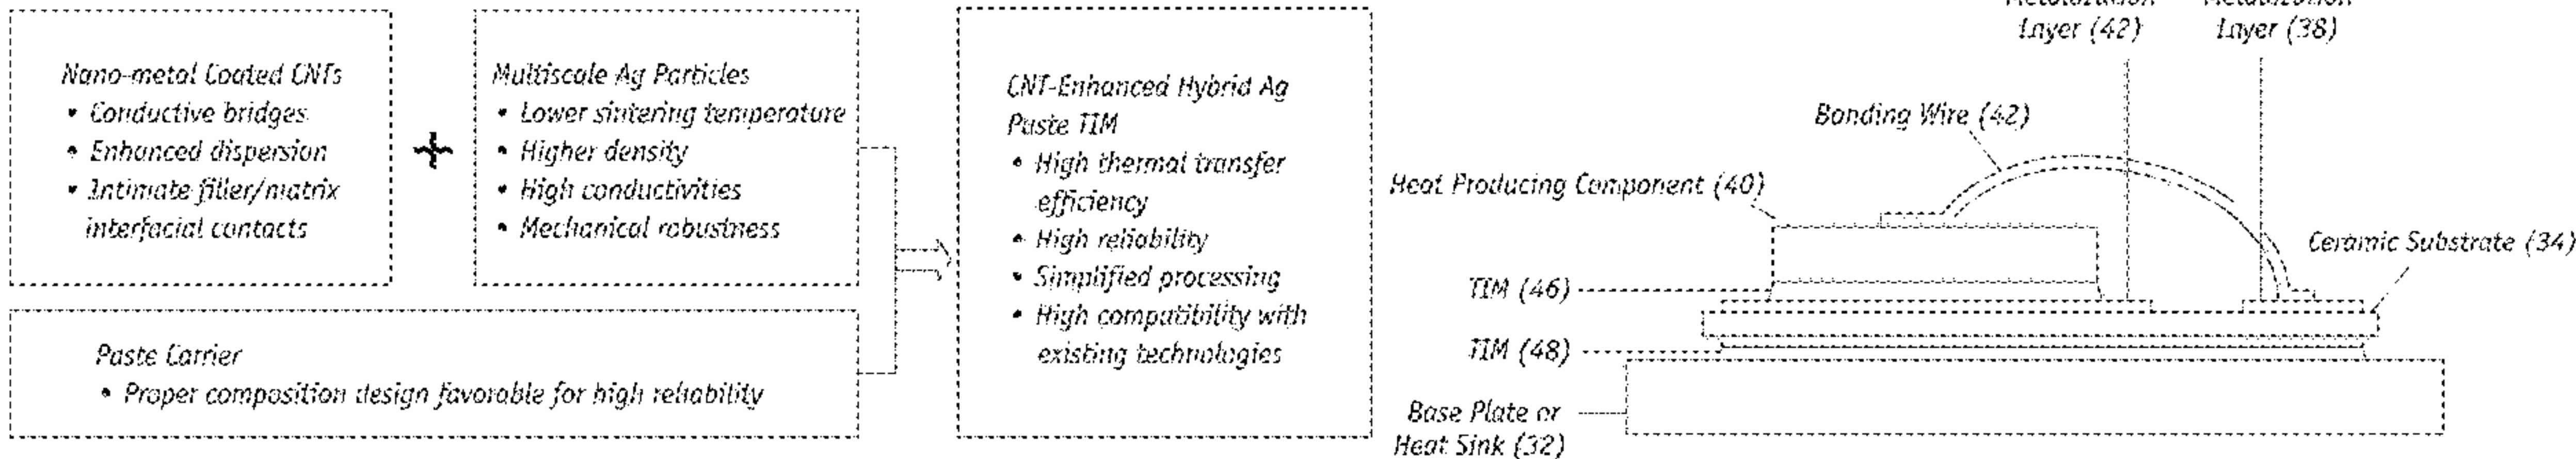 Nano-metal Coated CNTs
• Conductive bridges
• Enhanced dispersion
• Intimate filler/matrix
interfacial contacts
+
Multiscale Ag Particles
• Lower sintering temperature
• Higher density
• High conductivities
• Mechanical robustness
Paste Carrier
• Proper composition design favorable for high reliability
CNT-Enhanced Hybrid Ag
Paste TIM
• High thermal transfer
efficiency
• High reliability
• Simplified processing
• High compatibility with
existing technologies
Layer (42)
Layer (38)
Bonding Wire (42)
Heat Producing Component (40)
Ceramic Substrate (34)
TIM (46)
TIM (48)
Base Plate or
Heat Sink (32)